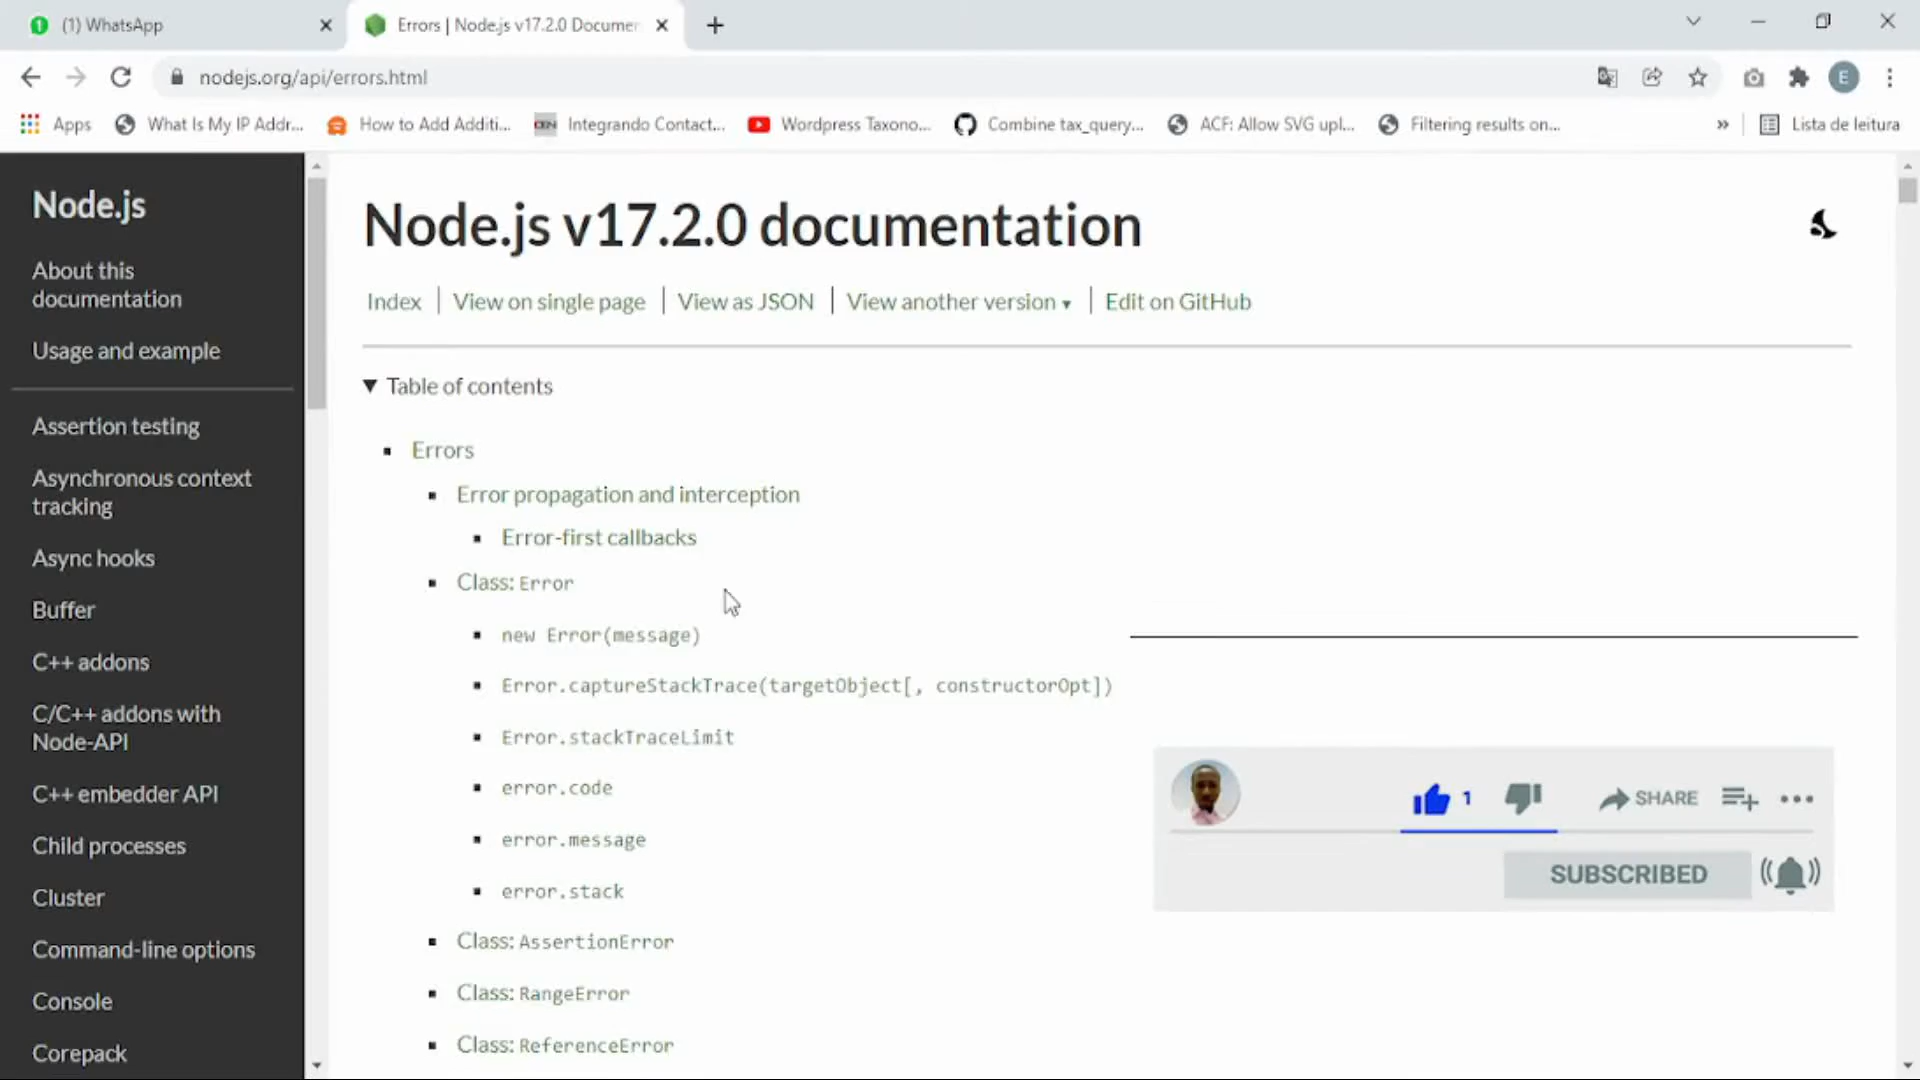 (1) WhatsApp
Errors | Node.js v17.2.0 Documen
nodejs.org/api/errors.html
E
Apps
What Is My IP Addr...
How to Add Additi...
Integrando Contact...
Wordpress Taxono...
Combine tax_query...
ACF: Allow SVG upl...
Filtering results on...
»
Lista de leitura
Node.js
About this
documentation
Usage and example
Assertion testing
Asynchronous context
tracking
Async hooks
Buffer
C++ addons
C/C++ addons with
Node-API
C++ embedder API
Child processes
Cluster
Command-line options
Console
Corepack
Node.js v17.2.0 documentation
Index
View on single page
View as JSON
View another version ▾
Edit on GitHub
▼ Table of contents
Errors
Error propagation and interception
Error-first callbacks
Class: Error
new Error(message)
Error.captureStackTrace(targetObject[, constructorOpt])
Error.stackTraceLimit
error.code
error.message
error.stack
Class: AssertionError
Class: RangeError
Class: ReferenceError
1
SHARE
SUBSCRIBED